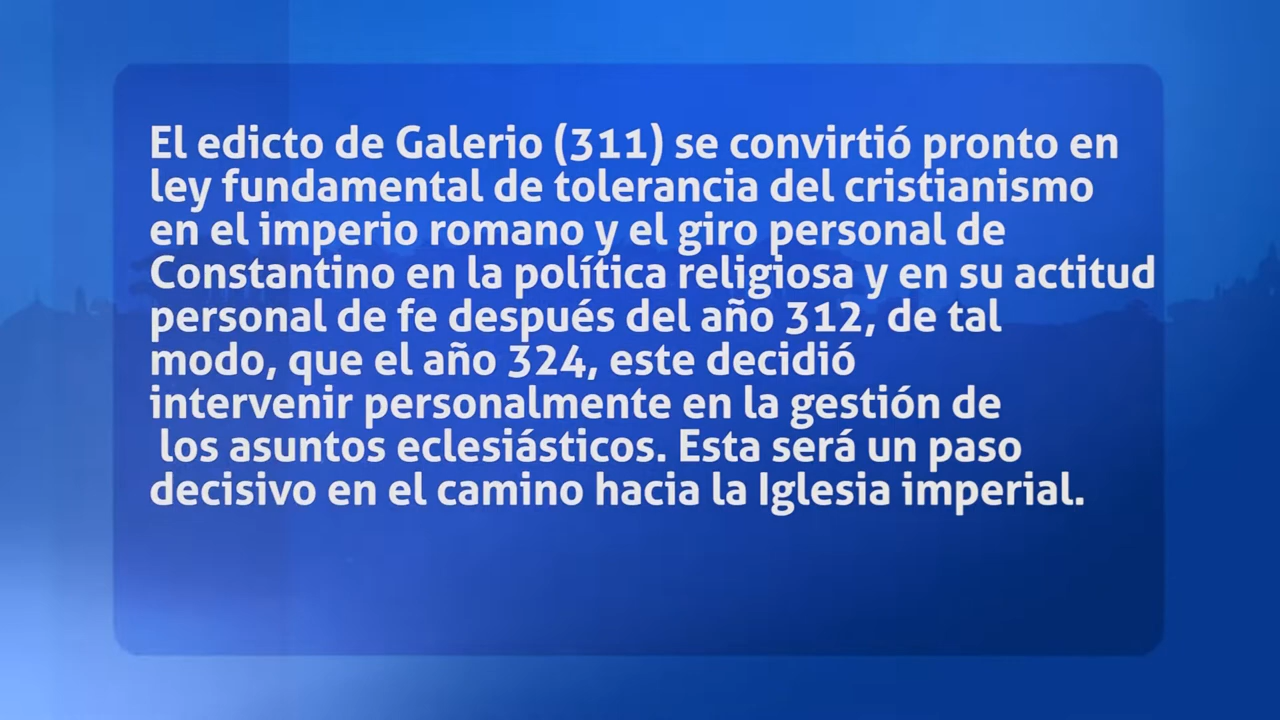 El edicto de Galerio (311) se convirtió pronto en
ley fundamental de tolerancia del cristianismo
en el imperio romano y el giro personal de
Constantino en la política religiosa y en su actitud
personal de fe después del año 312, de tal
modo, que el año 324, este decidió
intervenir personalmente en la gestión de
los asuntos eclesiásticos. Esta será un paso
decisivo en el camino hacia la Iglesia imperial.